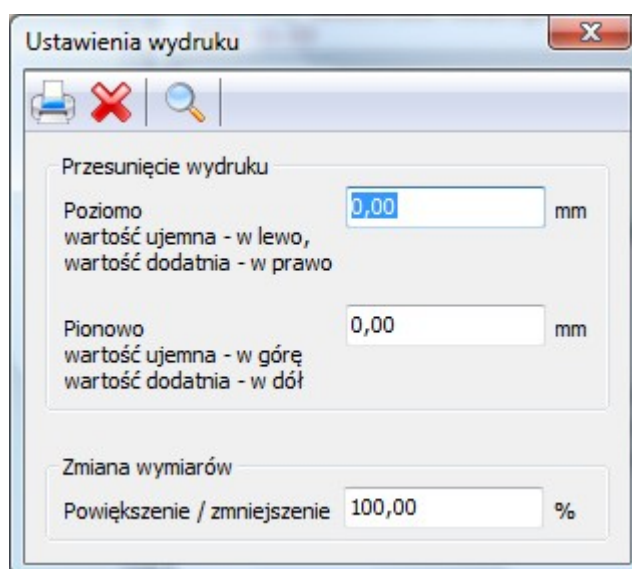 Ustawienia wydruku
Przesunięcie wydruku
Poziomo 0,00 mm
wartość ujemna - w lewo,
wartość dodatnia - w prawo
Pionowo 0,00 mm
wartość ujemna - w górę
wartość dodatnia - w dół
Zmiana wymiarów
Powiększenie / zmniejszenie 100,00 %